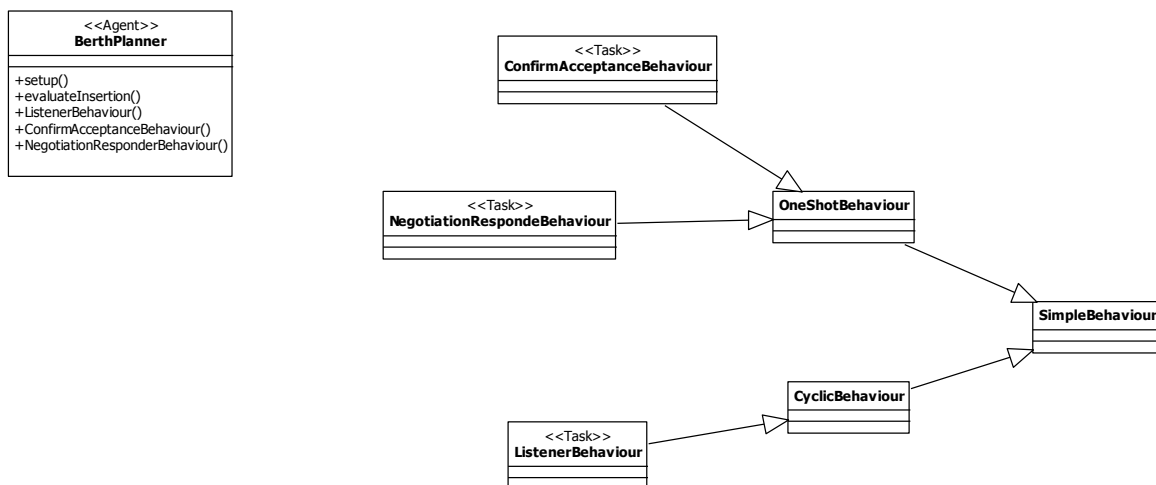 <<Agent>>
BerthPlanner
+setup()
+evaluateInsertion()
+ListenerBehaviour()
+ConfirmAcceptanceBehaviour()
+NegotiationResponderBehaviour()
<<Task>>
ConfirmAcceptanceBehaviour
<<Task>>
NegotiationRespondeBehaviour
OneShotBehaviour
SimpleBehaviour
CyclicBehaviour
<<Task>>
ListenerBehaviour